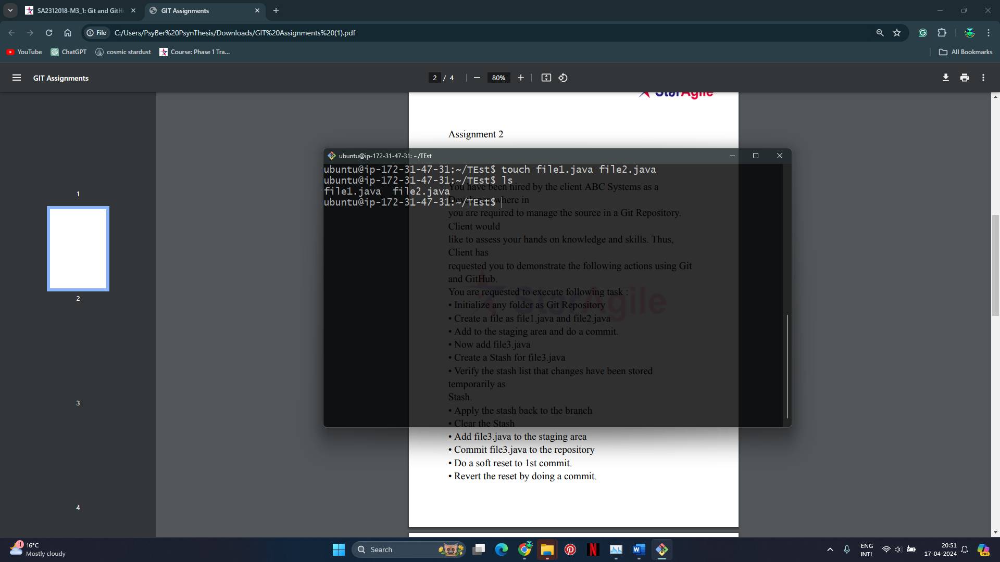 SA2312018-M3_1: Git and GitH
GIT Assignments
File
C:/Users/PsyBer%20PsynThesis/Downloads/GIT%20Assignments%20(1).pdf
YouTube
ChatGPT
cosmic stardust
Course: Phase 1 Tra...
All Bookmarks
GIT Assignments
2 / 4
80%
StarAgile
Assignment 2
ubuntu@ip-172-31-47-31: ~/TEst
ubuntu@ip-172-31-47-31:~/TEst$ touch file1.java file2.java
ubuntu@ip-172-31-47-31:~/TEst$ ls
file1.java  file2.java
ubuntu@ip-172-31-47-31:~/TEst$
You have been hired by the client ABC Systems as a
where in
you are required to manage the source in a Git Repository.
Client would
like to assess your hands on knowledge and skills. Thus,
Client has
requested you to demonstrate the following actions using Git
and GitHub.
You are requested to execute following task :
• Initialize any folder as Git Repository
• Create a file as file1.java and file2.java
• Add to the staging area and do a commit.
• Now add file3.java
• Create a Stash for file3.java
• Verify the stash list that changes have been stored
temporarily as
Stash.
• Apply the stash back to the branch
• Clear the Stash
• Add file3.java to the staging area
• Commit file3.java to the repository
• Do a soft reset to 1st commit.
• Revert the reset by doing a commit.
StarAgile
1
2
3
4
1
16°C
Mostly cloudy
Search
ENG
INTL
20:51
17-04-2024
PRE